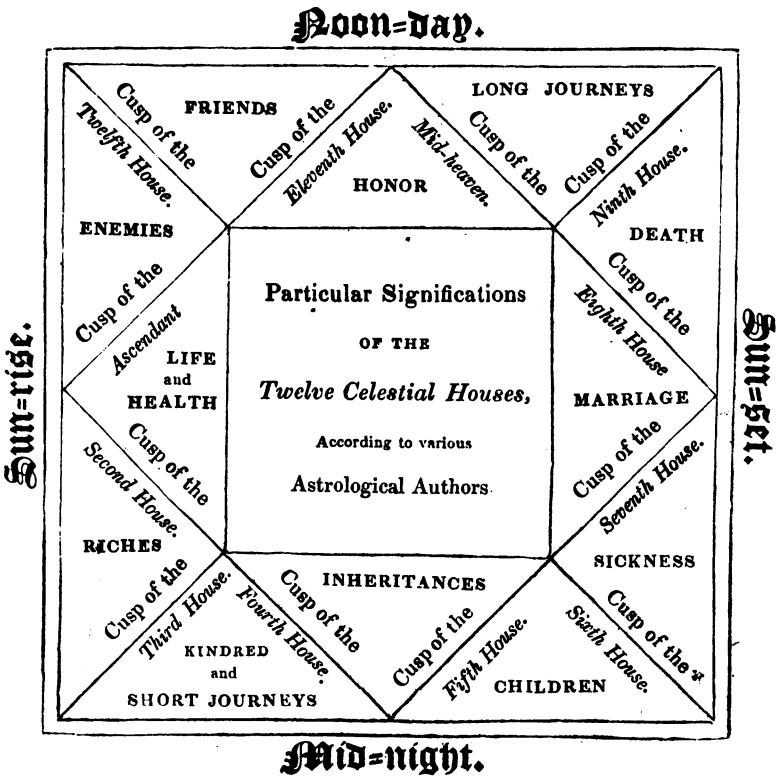 Noon=day.
LONG JOURNEYS
FRIENDS
Cusp of the
Twelfth House.
Cusp of the
Eleventh House.
Cusp of the
Mid-heaven.
Cusp of the
Ninth House.
HONOR
ENEMIES
DEATH
Cusp of the
Ascendant
Cusp of the
Eighth House
Particular Significations
OF THE
Twelve Celestial Houses,
According to various
Astrological Authors.
LIFE
and
HEALTH
MARRIAGE
Sun=rise.
Sun=set.
Cusp of the
Second House.
Cusp of the
Seventh House.
RICHES
SICKNESS
Cusp of the
Third House.
Cusp of the
Fourth House.
INHERITANCES
Cusp of the
Fifth House.
Cusp of the
Sixth House.
KINDRED
and
SHORT JOURNEYS
CHILDREN
Mid=night.